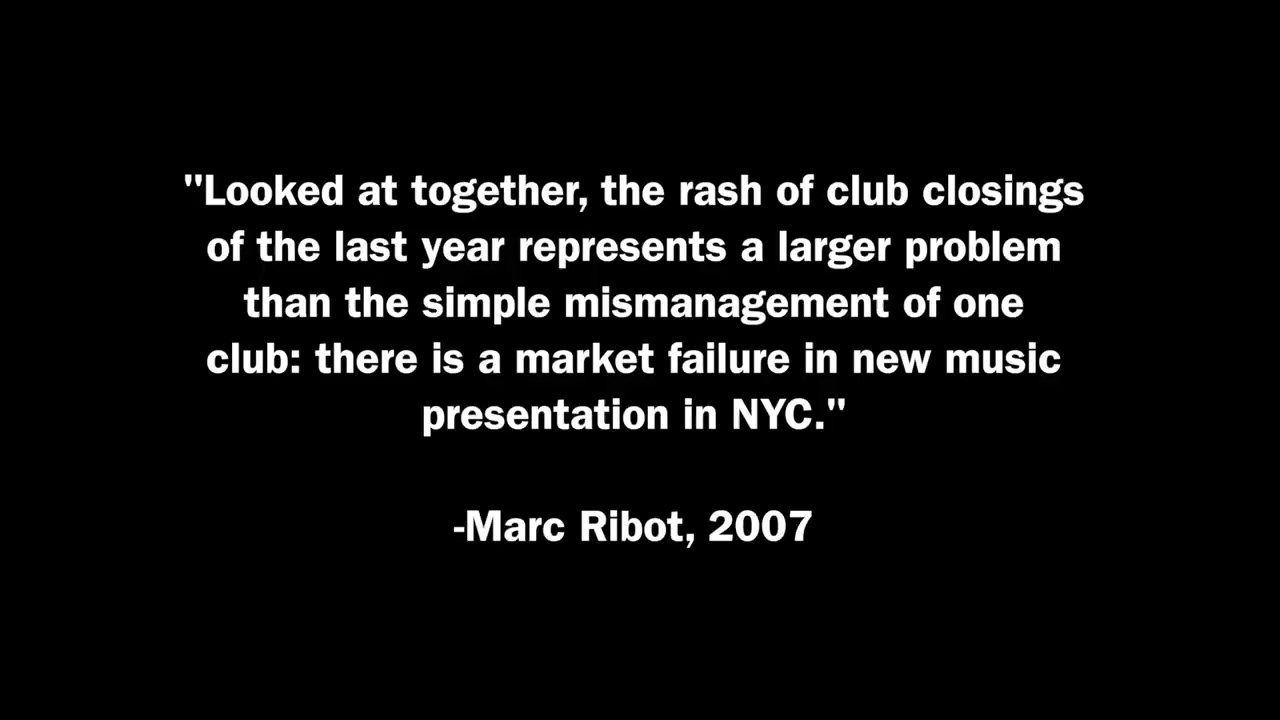 "Looked at together, the rash of club closings
of the last year represents a larger problem
than the simple mismanagement of one
club: there is a market failure in new music
presentation in NYC."
-Marc Ribot, 2007